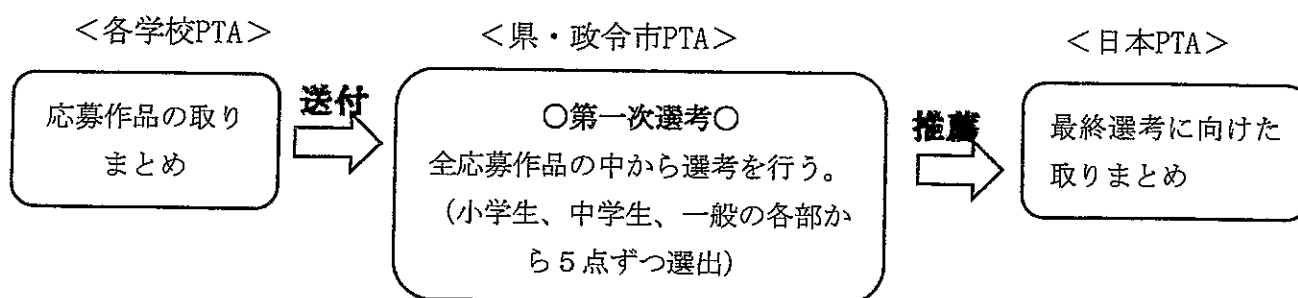 ＜各学校PTA＞
応募作品の取り
まとめ
送付
＜県・政令市PTA＞
○第一次選考○
全応募作品の中から選考を行う。
（小学生、中学生、一般の各部か
ら５点ずつ選出）
推薦
＜日本PTA＞
最終選考に向けた
取りまとめ